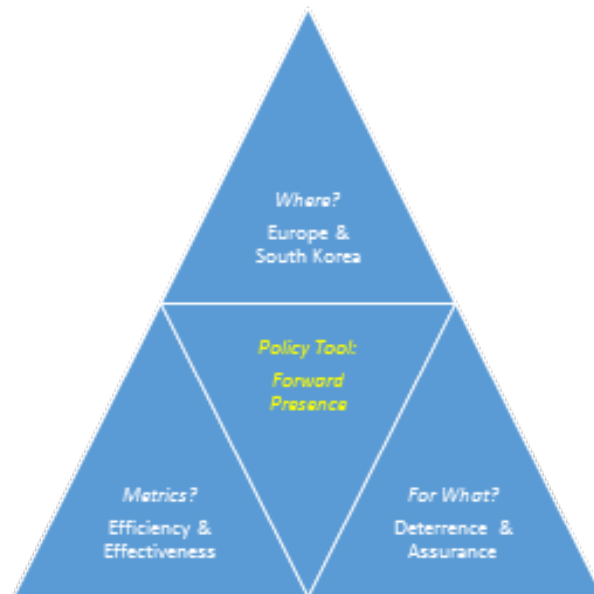 Where?
Europe &
South Korea
Policy Tool:
Forward
Presence
Metrics?
Efficiency &
Effectiveness
For What?
Deterrence &
Assurance